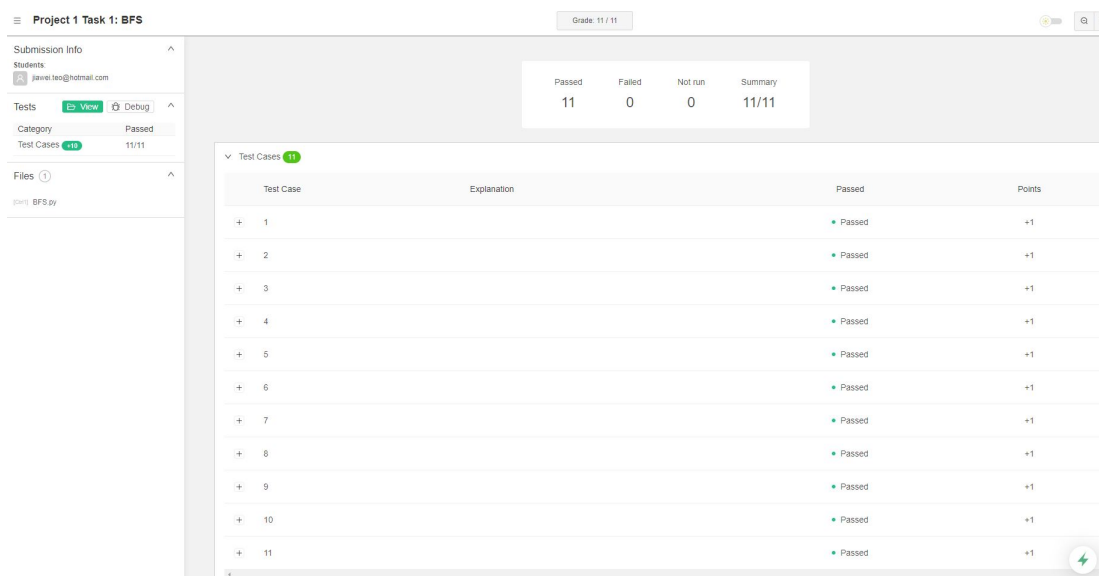 Project 1 Task 1: BFS
Grade: 11 / 11
Submission Info
Students:
jiawei.teo@hotmail.com
Tests View Debug
Category Passed
Test Cases +10 11/11
Files 1
BFS.py
Passed Failed Not run Summary
11 0 0 11/11
Test Cases 11
Test Case Explanation Passed Points
+ 1 Passed +1
+ 2 Passed +1
+ 3 Passed +1
+ 4 Passed +1
+ 5 Passed +1
+ 6 Passed +1
+ 7 Passed +1
+ 8 Passed +1
+ 9 Passed +1
+ 10 Passed +1
+ 11 Passed +1